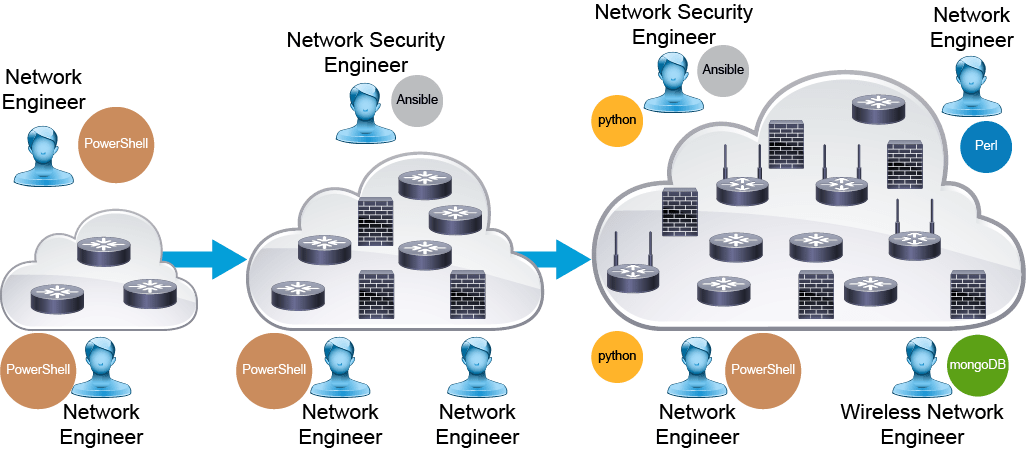 Network
Engineer
PowerShell
PowerShell
Network
Engineer
Network Security
Engineer
Ansible
PowerShell
Network
Engineer
Network
Engineer
Network Security
Engineer
Ansible
python
Network
Engineer
Perl
python
PowerShell
Network
Engineer
mongoDB
Wireless Network
Engineer